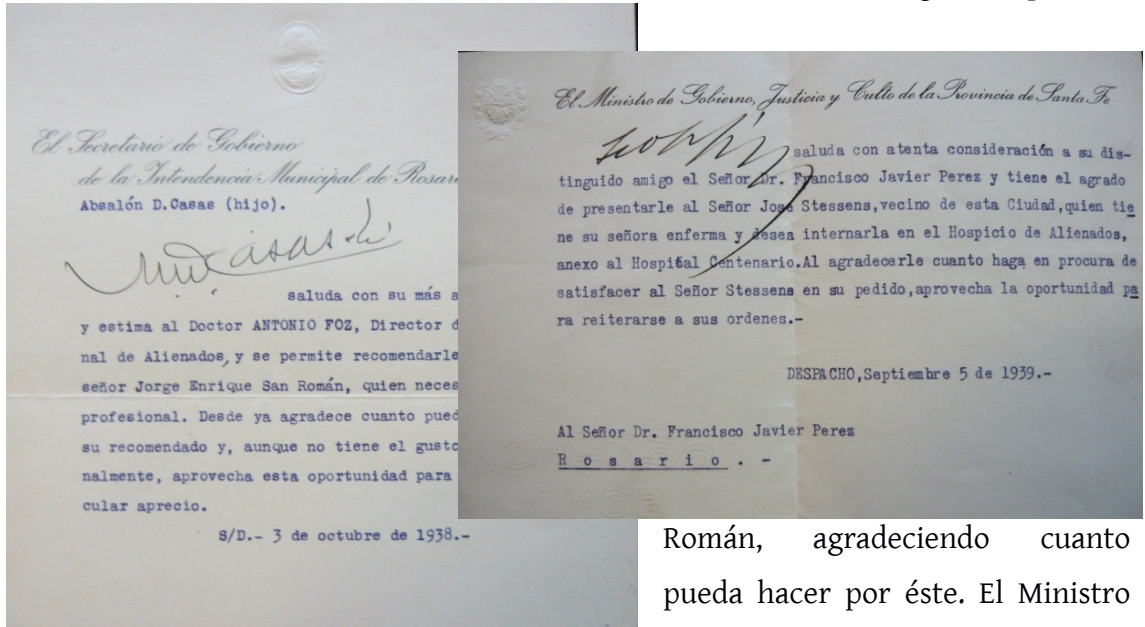 El Secretario de Gobierno
de la Intendencia Municipal de Rosar
Absalón D.Casas (hijo).
saluda con su más a
y estima al Doctor ANTONIO FOZ, Director d
nal de Alienados, y se permite recomendarle
señor Jorge Enrique San Román, quien neces
profesional. Desde ya agradece cuanto pued
su recomendado y, aunque no tiene el gusto
nalmente, aprovecha esta oportunidad para
cular aprecio.
S/D.- 3 de octubre de 1938.-
El Ministro de Gobierno, Justicia y Culto de la Provincia de Santa Fe
saluda con atenta consideración a su dis-
tinguido amigo el Señor Dr. Francisco Javier Perez y tiene el agrado
de presentarle al Señor José Stessens,vecino de esta Ciudad,quien tie
ne su señora enferma y desea internarla en el Hospicio de Alienados,
anexo al Hospital Centenario.Al agradecerle cuanto haga en procura de
satisfacer al Señor Stessens en su pedido,aprovecha la oportunidad pa
ra reiterarse a sus ordenes.-
DESPACHO,Septiembre 5 de 1939.-
Al Señor Dr. Francisco Javier Perez
R o s a r i o . -
Román, agradeciendo cuanto
pueda hacer por éste. El Ministro